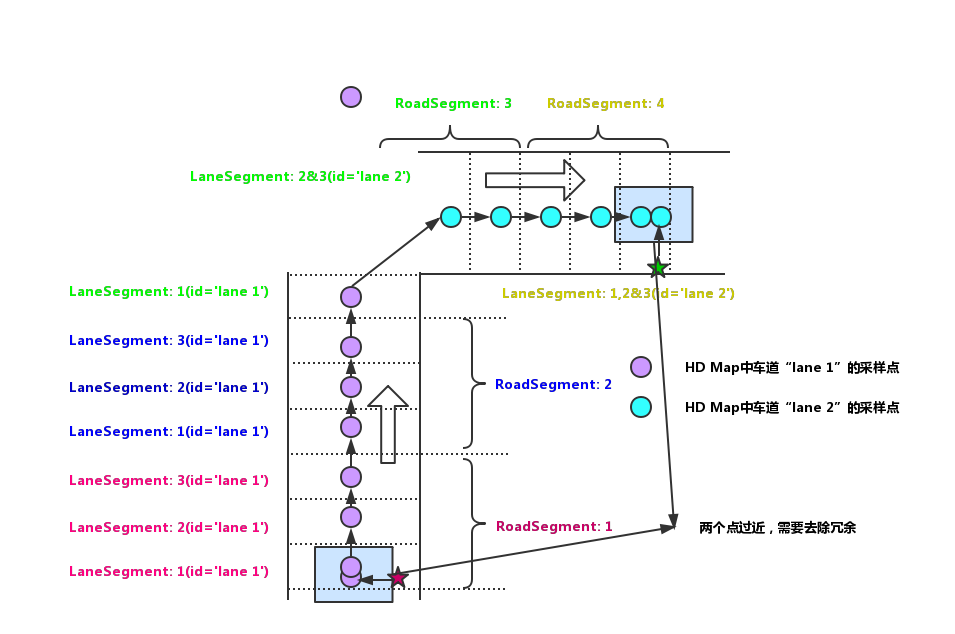 RoadSegment: 3
RoadSegment: 4
LaneSegment: 2&3(id='lane 2')
LaneSegment: 1(id='lane 1')
LaneSegment: 1,2&3(id='lane 2')
LaneSegment: 3(id='lane 1')
HD Map中车道“lane 1”的采样点
LaneSegment: 2(id='lane 1')
RoadSegment: 2
HD Map中车道“lane 2”的采样点
LaneSegment: 1(id='lane 1')
LaneSegment: 3(id='lane 1')
LaneSegment: 2(id='lane 1')
RoadSegment: 1
两个点过近，需要去除冗余
LaneSegment: 1(id='lane 1')